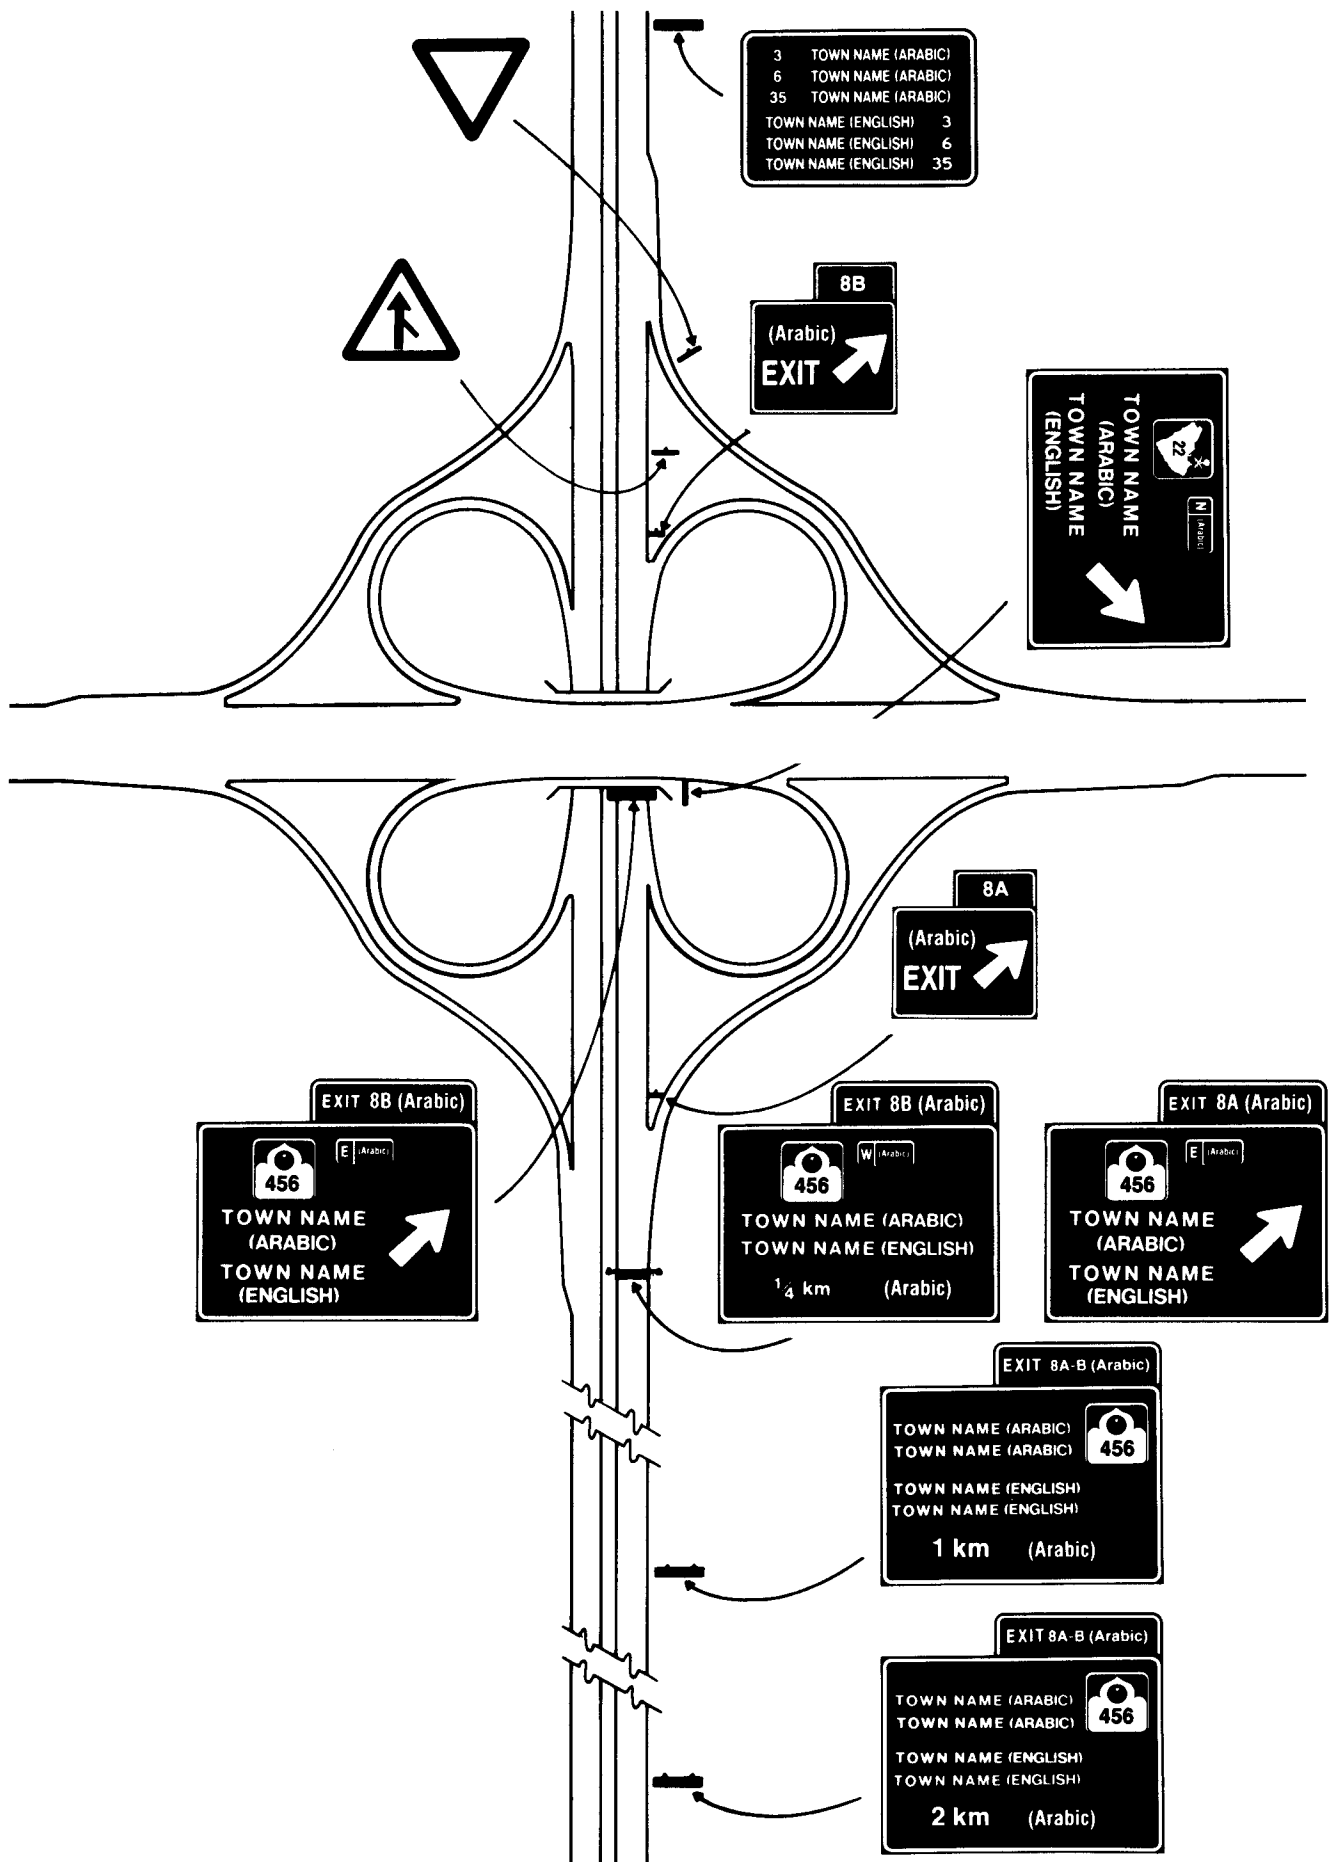 3 TOWN NAME (ARABIC)
6 TOWN NAME (ARABIC)
35 TOWN NAME (ARABIC)
TOWN NAME (ENGLISH) 3
TOWN NAME (ENGLISH) 6
TOWN NAME (ENGLISH) 35
8B
(Arabic)
EXIT
22
N (Arabic)
TOWN NAME
(ARABIC)
TOWN NAME
(ENGLISH)
8A
(Arabic)
EXIT
EXIT 8B (Arabic)
456
E (Arabic)
TOWN NAME
(ARABIC)
TOWN NAME
(ENGLISH)
EXIT 8B (Arabic)
456
W (Arabic)
TOWN NAME (ARABIC)
TOWN NAME (ENGLISH)
1/4 km (Arabic)
EXIT 8A (Arabic)
456
E (Arabic)
TOWN NAME
(ARABIC)
TOWN NAME
(ENGLISH)
EXIT 8A-B (Arabic)
TOWN NAME (ARABIC)
TOWN NAME (ARABIC)
456
TOWN NAME (ENGLISH)
TOWN NAME (ENGLISH)
1 km (Arabic)
EXIT 8A-B (Arabic)
TOWN NAME (ARABIC)
TOWN NAME (ARABIC)
456
TOWN NAME (ENGLISH)
TOWN NAME (ENGLISH)
2 km (Arabic)